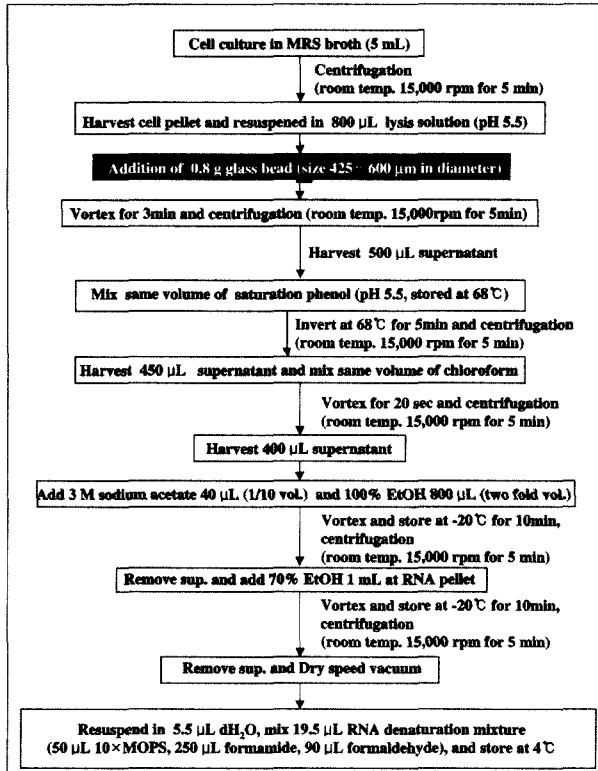 Cell culture in MRS broth (5 mL)
Centrifugation
(room temp. 15,000 rpm for 5 min)
Harvest cell pellet and resuspened in 800 μL lysis solution (pH 5.5)
Addition of 0.8 g glass bead (size 425~ 600 μm in diameter)
Vortex for 3min and centrifugation (room temp. 15,000rpm for 5min)
Harvest 500 μL supernatant
Mix same volume of saturation phenol (pH 5.5, stored at 68℃)
Invert at 68℃ for 5min and centrifugation
(room temp. 15,000 rpm for 5 min)
Harvest 450 μL supernatant and mix same volume of chloroform
Vortex for 20 sec and centrifugation
(room temp. 15,000 rpm for 5 min)
Harvest 400 μL supernatant
Add 3 M sodium acetate 40 μL (1/10 vol.) and 100% EtOH 800 μL (two fold vol.)
Vortex and store at -20℃ for 10min,
centrifugation
(room temp. 15,000 rpm for 5 min)
Remove sup. and add 70% EtOH 1 mL at RNA pellet
Vortex and store at -20℃ for 10min,
centrifugation
(room temp. 15,000 rpm for 5 min)
Remove sup. and Dry speed vacuum
Resuspend in 5.5 μL dH₂O, mix 19.5 μL RNA denaturation mixture
(50 μL 10×MOPS, 250 μL formamide, 90 μL formaldehyde), and store at 4℃